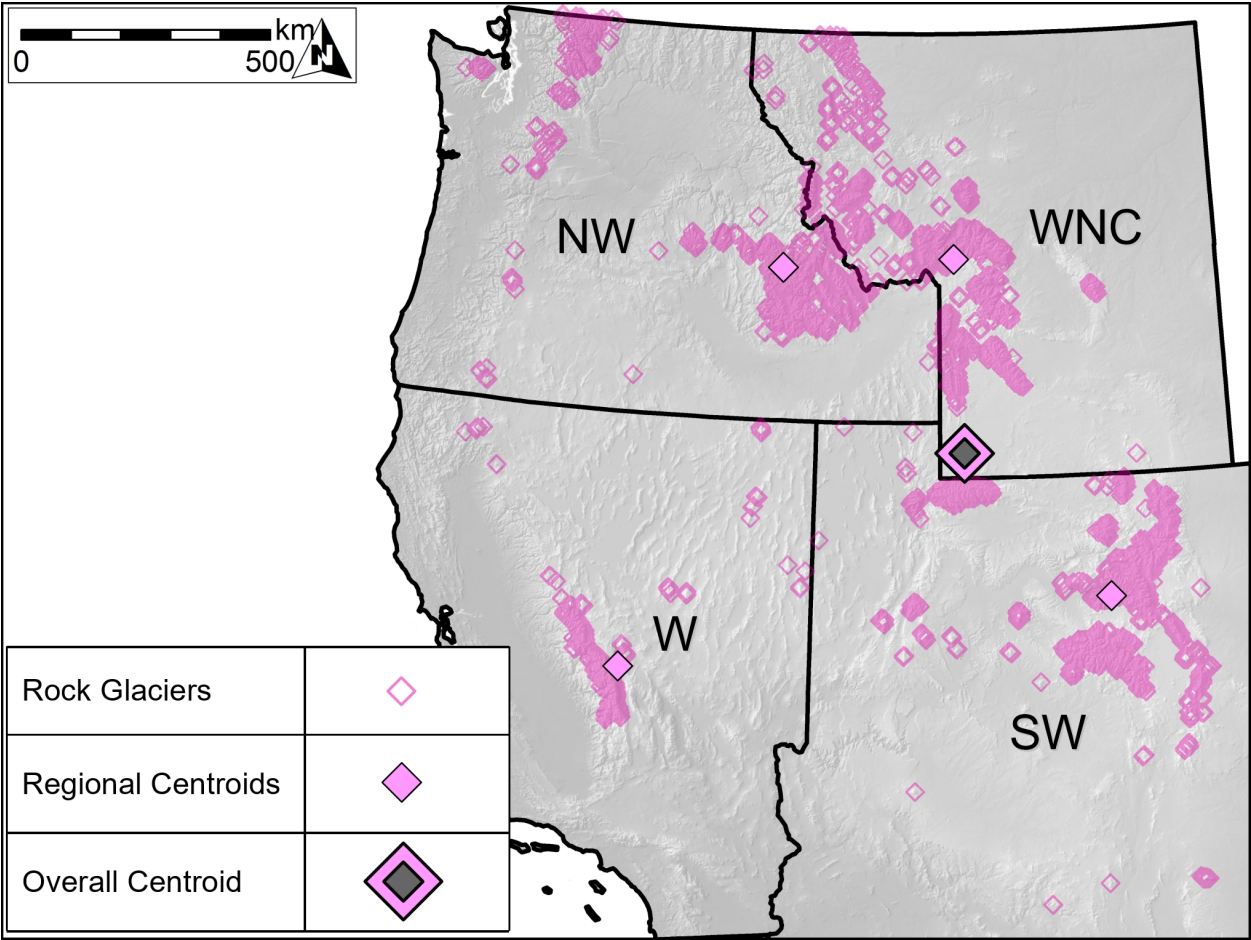 km
0 500
N
NW
WNC
W
SW
Rock Glaciers
Regional Centroids
Overall Centroid